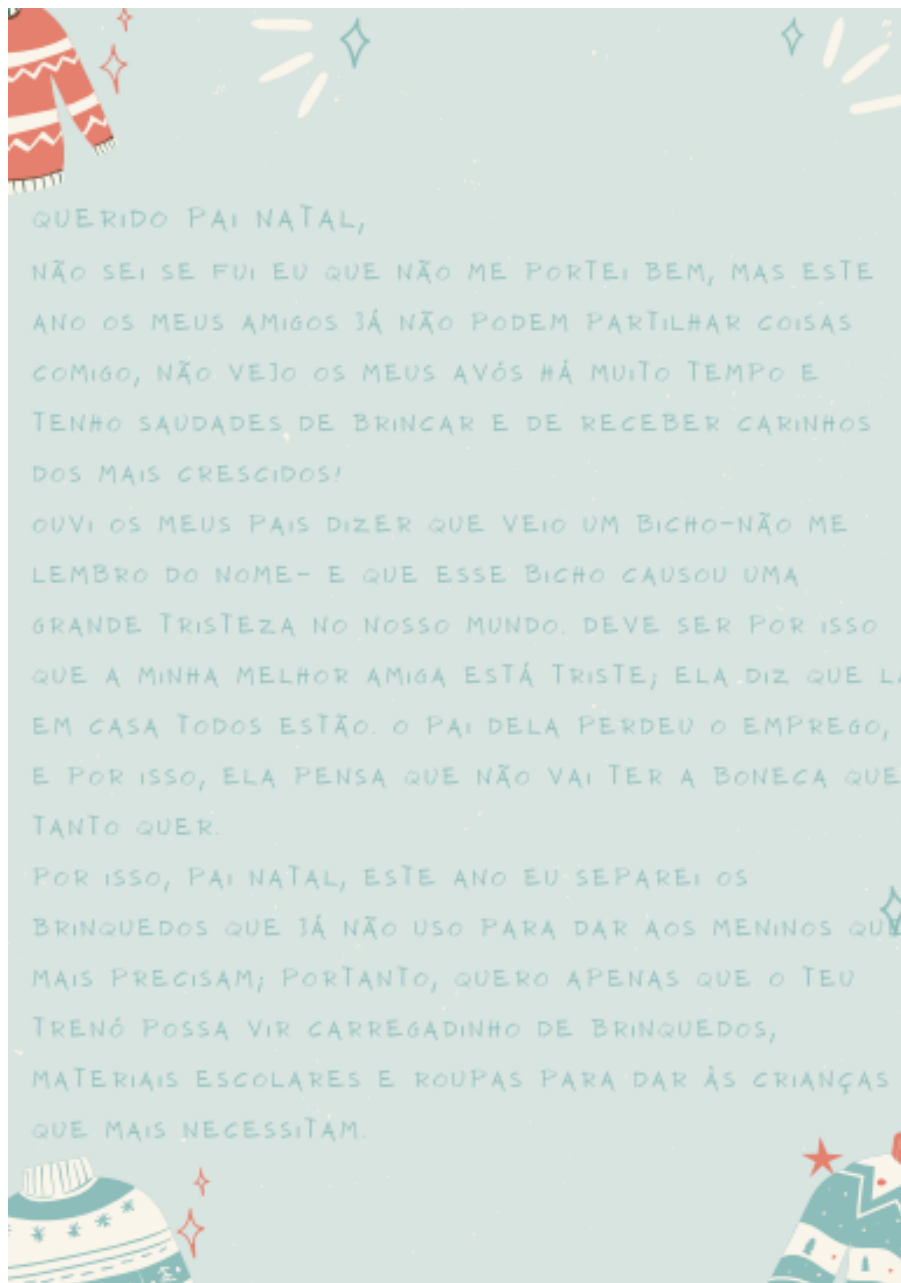 QUERIDO PAI NATAL,
NÃO SEI SE FUI EU QUE NÃO ME PORTEI BEM, MAS ESTE
ANO OS MEUS AMIGOS JÁ NÃO PODEM PARTILHAR COISAS
COMIGO, NÃO VEJO OS MEUS AVÓS HÁ MUITO TEMPO E
TENHO SAUDADES DE BRINCAR E DE RECEBER CARINHOS
DOS MAIS CRESCIDOS!
OUVI OS MEUS PAIS DIZER QUE VEIO UM BICHO-NÃO ME
LEMBRO DO NOME- E QUE ESSE BICHO CAUSOU UMA
GRANDE TRISTEZA NO NOSSO MUNDO. DEVE SER POR ISSO
QUE A MINHA MELHOR AMIGA ESTÁ TRISTE; ELA DIZ QUE LÁ
EM CASA TODOS ESTÃO. O PAI DELA PERDEU O EMPREGO,
E POR ISSO, ELA PENSA QUE NÃO VAI TER A BONECA QUE
TANTO QUER.
POR ISSO, PAI NATAL, ESTE ANO EU SEPAREI OS
BRINQUEDOS QUE JÁ NÃO USO PARA DAR AOS MENINOS QUE
MAIS PRECISAM; PORTANTO, QUERO APENAS QUE O TEU
TRENÓ POSSA VIR CARREGADINHO DE BRINQUEDOS,
MATERIAIS ESCOLARES E ROUPAS PARA DAR ÀS CRIANÇAS
QUE MAIS NECESSITAM.